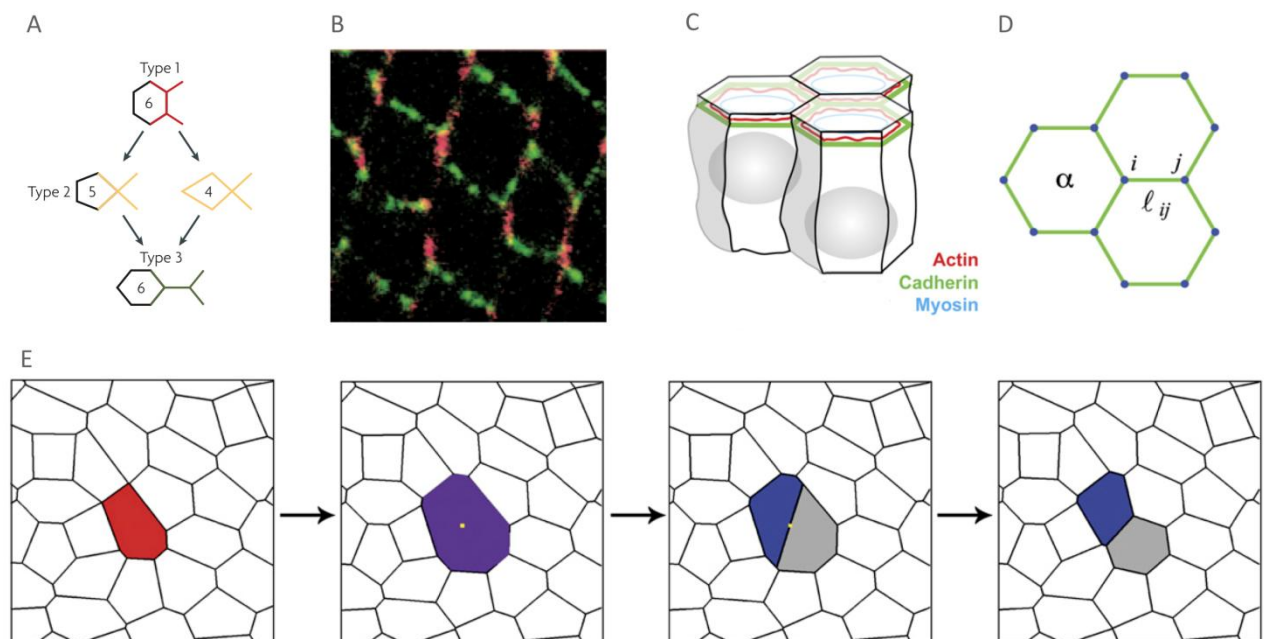 A
B
C
D
Type 1
6
Type 2
5
4
Type 3
6
Actin
Cadherin
Myosin
α
i
j
ℓ ij
E